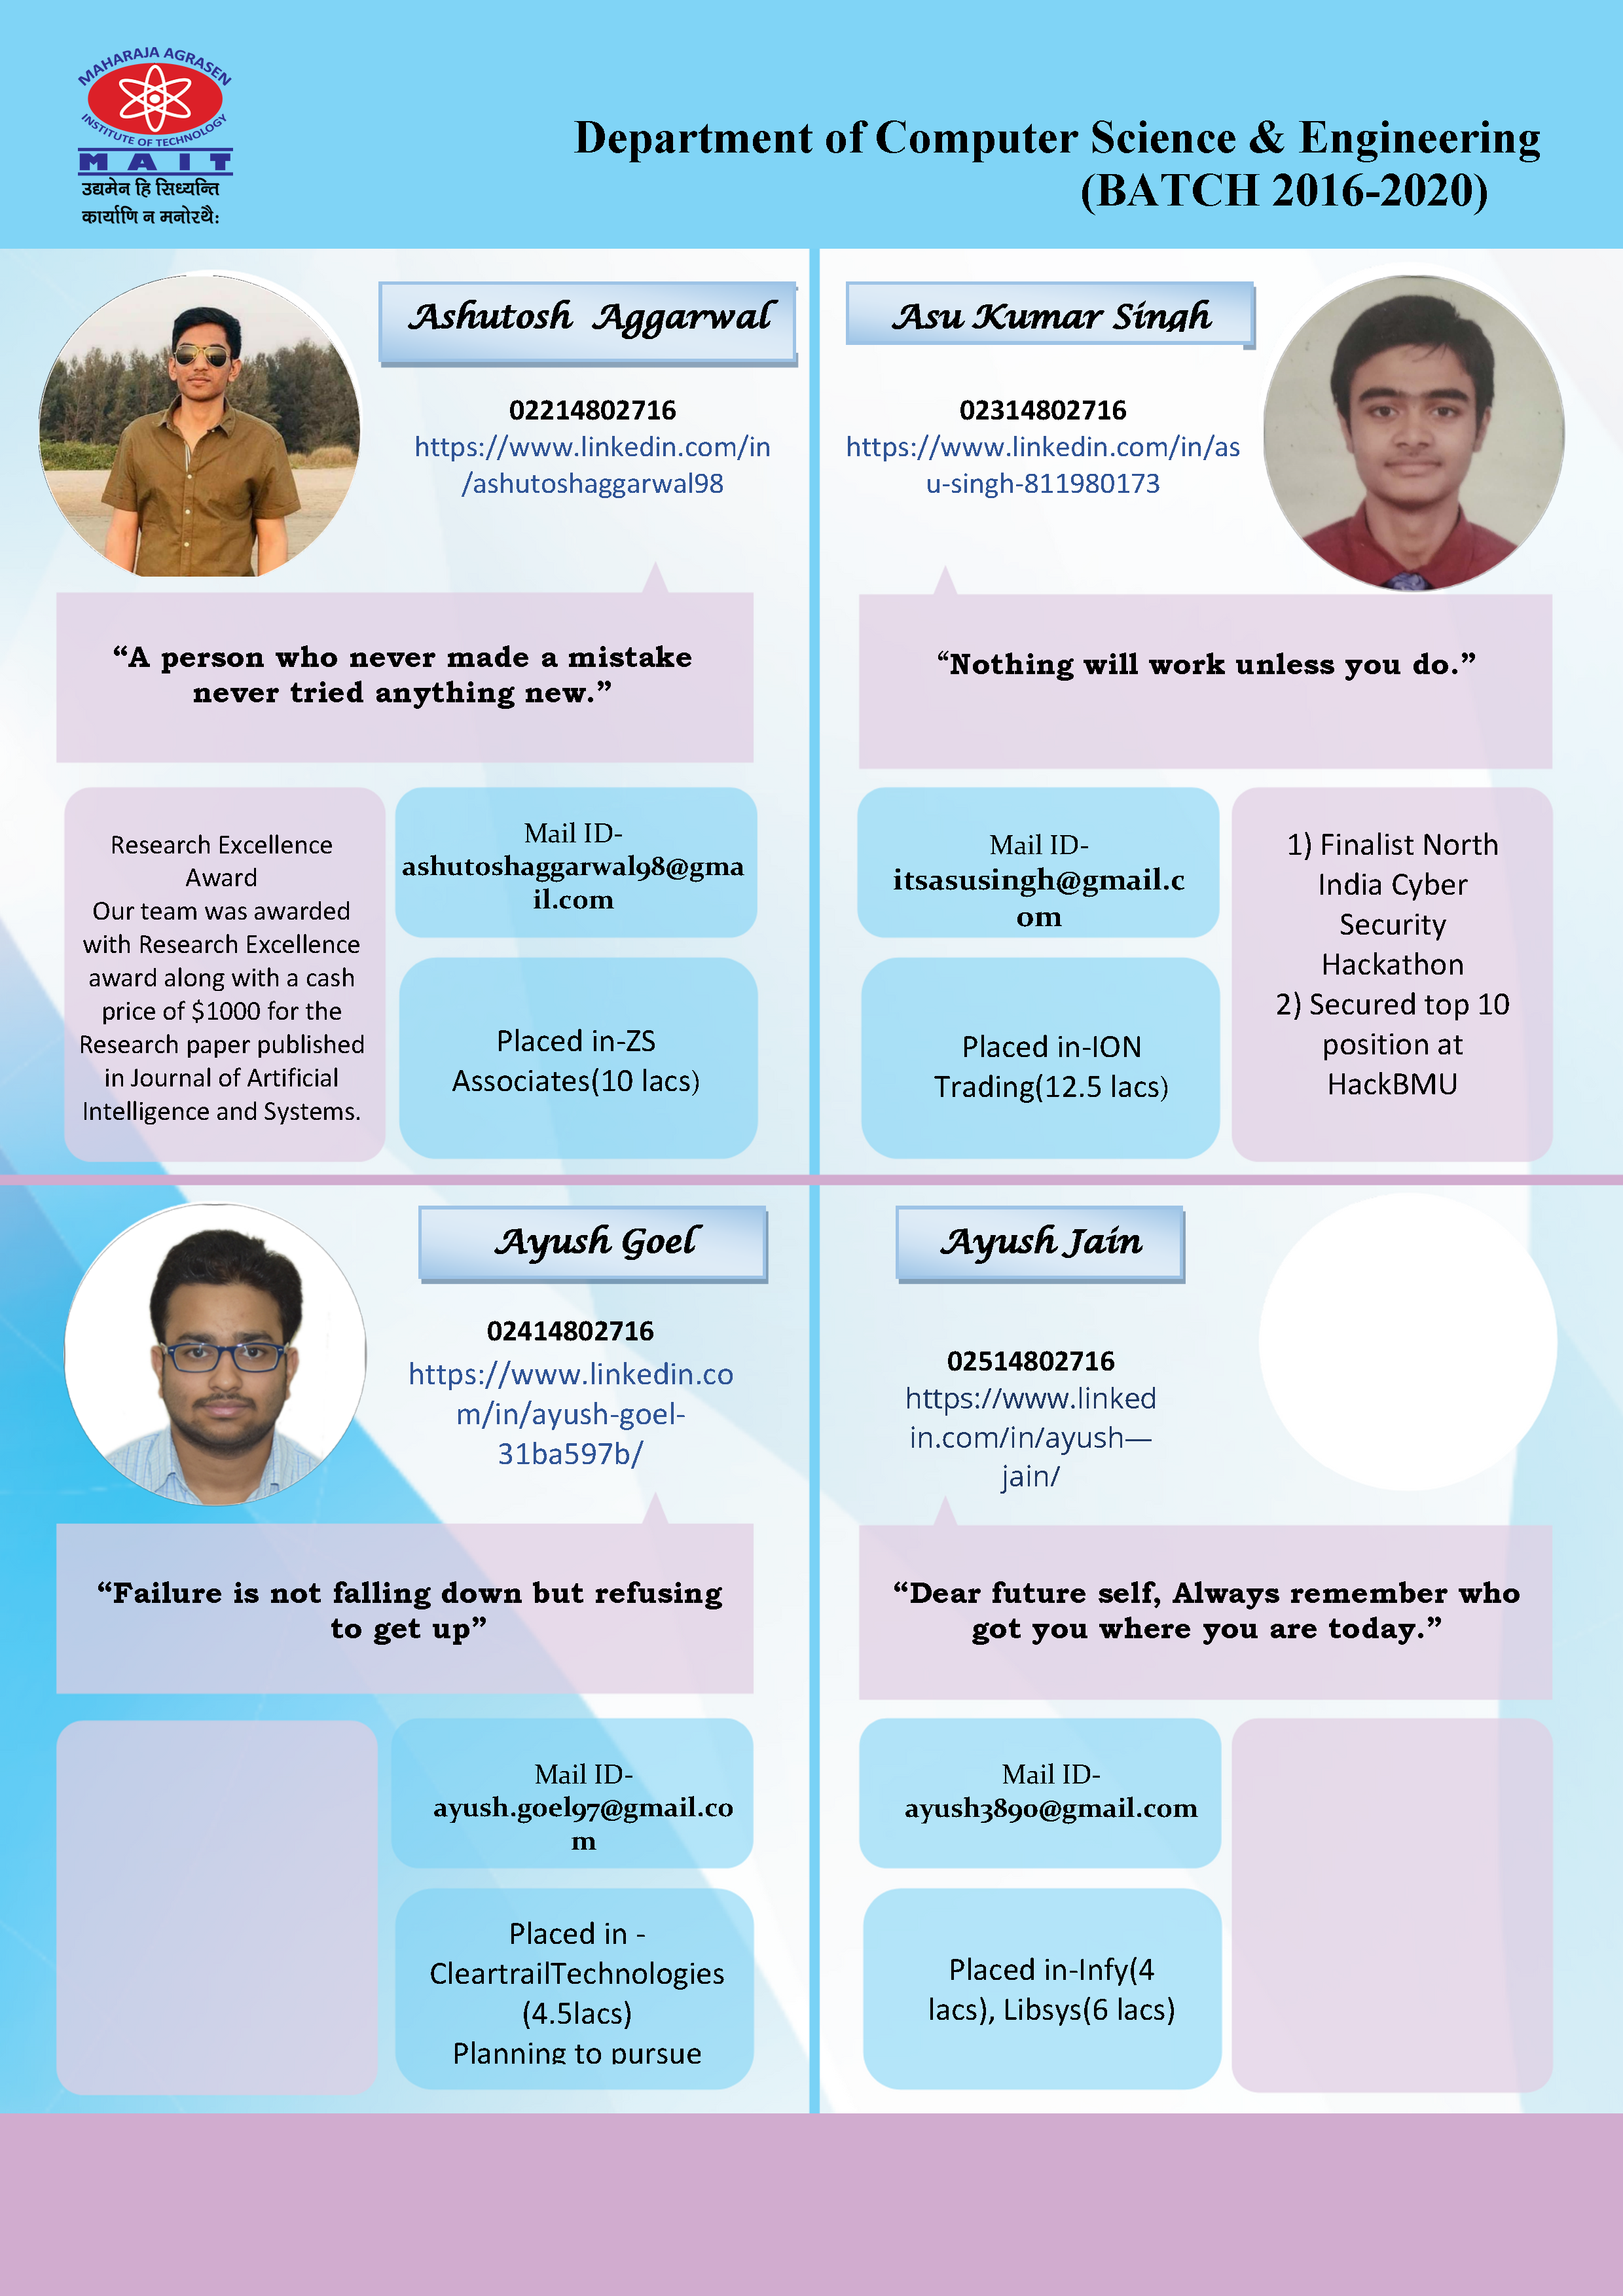 MAHARAJA AGRASEN
INSTITUTE OF TECHNOLOGY
MAIT
उद्यमेन हि सिध्यन्ति
कार्याणि न मनोरथैः
Department of Computer Science & Engineering
(BATCH 2016-2020)
Ashutosh Aggarwal
02214802716
https://www.linkedin.com/in
/ashutoshaggarwal98
“A person who never made a mistake
never tried anything new.”
Research Excellence
Award
Our team was awarded
with Research Excellence
award along with a cash
price of $1000 for the
Research paper published
in Journal of Artificial
Intelligence and Systems.
Mail ID-
ashutoshaggarwal98@gma
il.com
Placed in-ZS
Associates(10 lacs)
Asu Kumar Singh
02314802716
https://www.linkedin.com/in/as
u-singh-811980173
“Nothing will work unless you do.”
Mail ID-
itsasusingh@gmail.c
om
Placed in-ION
Trading(12.5 lacs)
1) Finalist North
India Cyber
Security
Hackathon
2) Secured top 10
position at
HackBMU
Ayush Goel
02414802716
https://www.linkedin.co
m/in/ayush-goel-
31ba597b/
“Failure is not falling down but refusing
to get up”
Mail ID-
ayush.goel97@gmail.co
m
Placed in -
CleartrailTechnologies
(4.5lacs)
Planning to pursue
Ayush Jain
02514802716
https://www.linked
in.com/in/ayush—
jain/
“Dear future self, Always remember who
got you where you are today.”
Mail ID-
ayush3890@gmail.com
Placed in-Infy(4
lacs), Libsys(6 lacs)